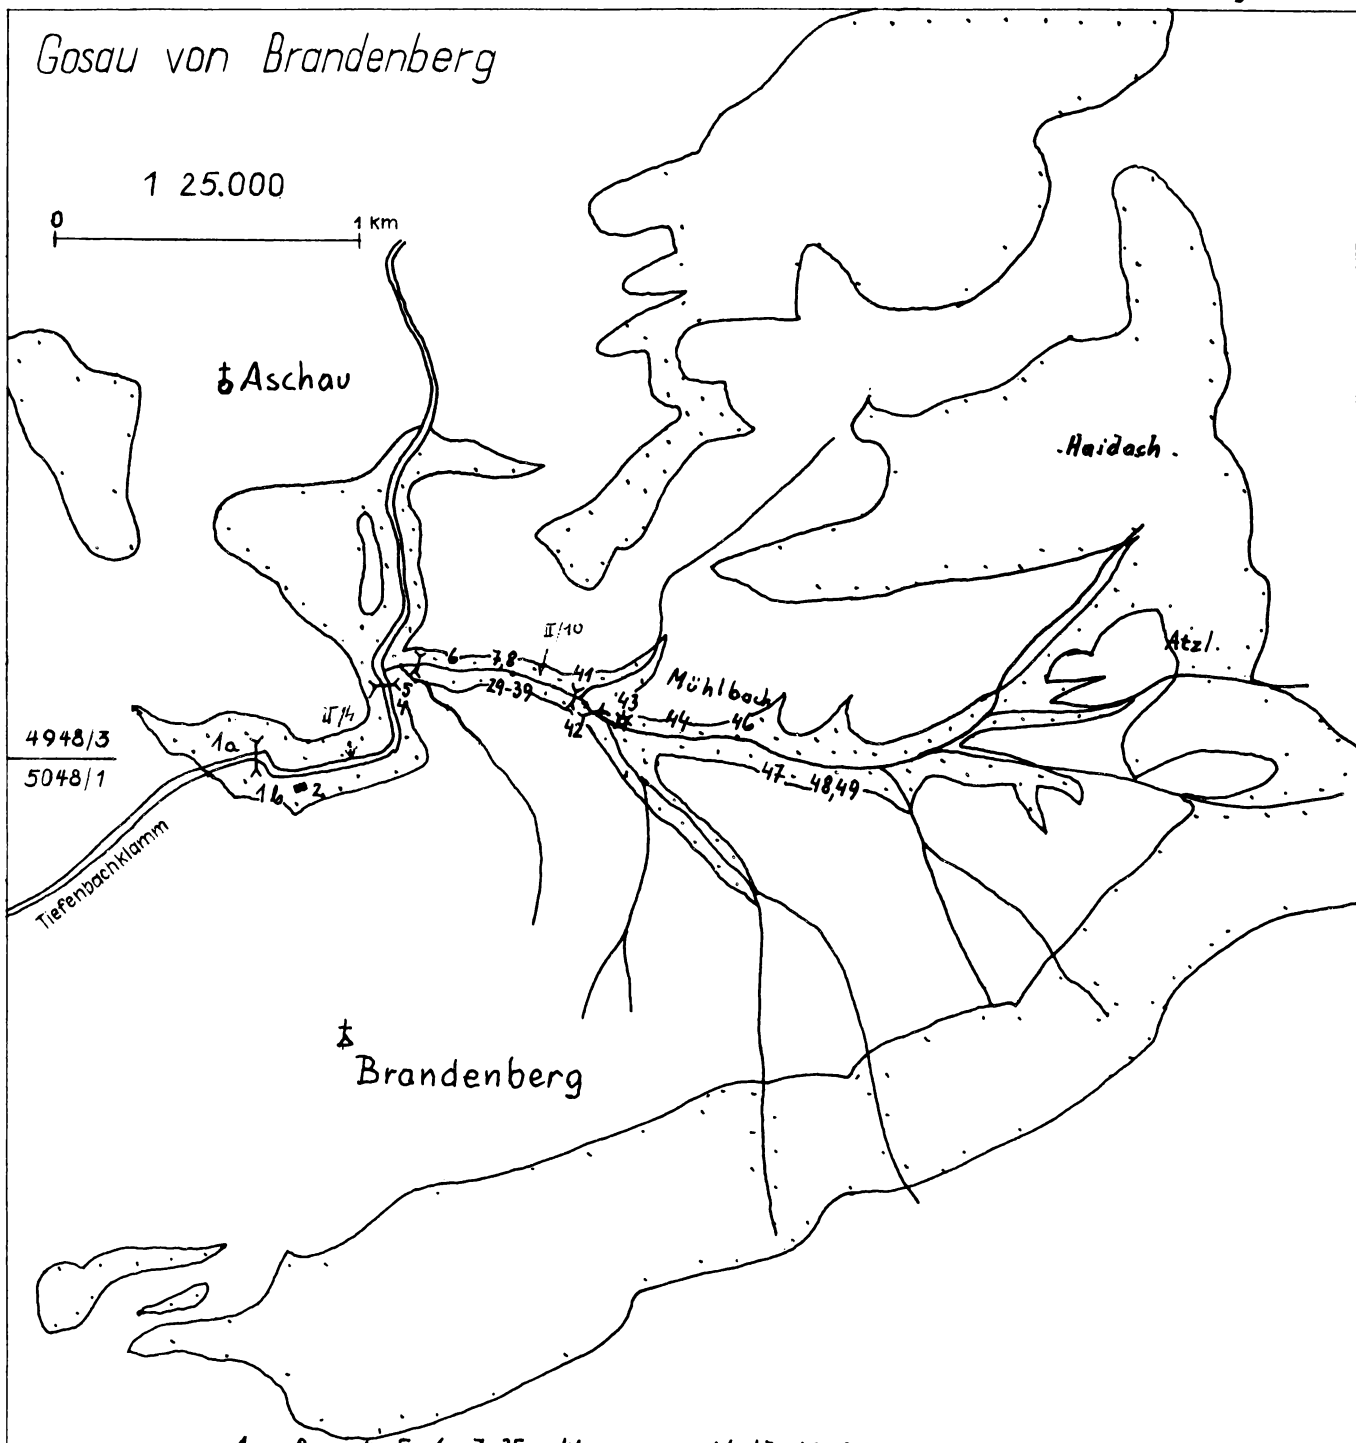 Gosau von Brandenberg
1 25.000
0 1 km
Aschau
Haidach
Atzl.
II/10
6 7,8 41
5 29-39 Mühlbach
4 43
42 44 46
4948/3
5048/1
1a
1b 2
47 48,49
Tiefenbachklamm
Brandenberg